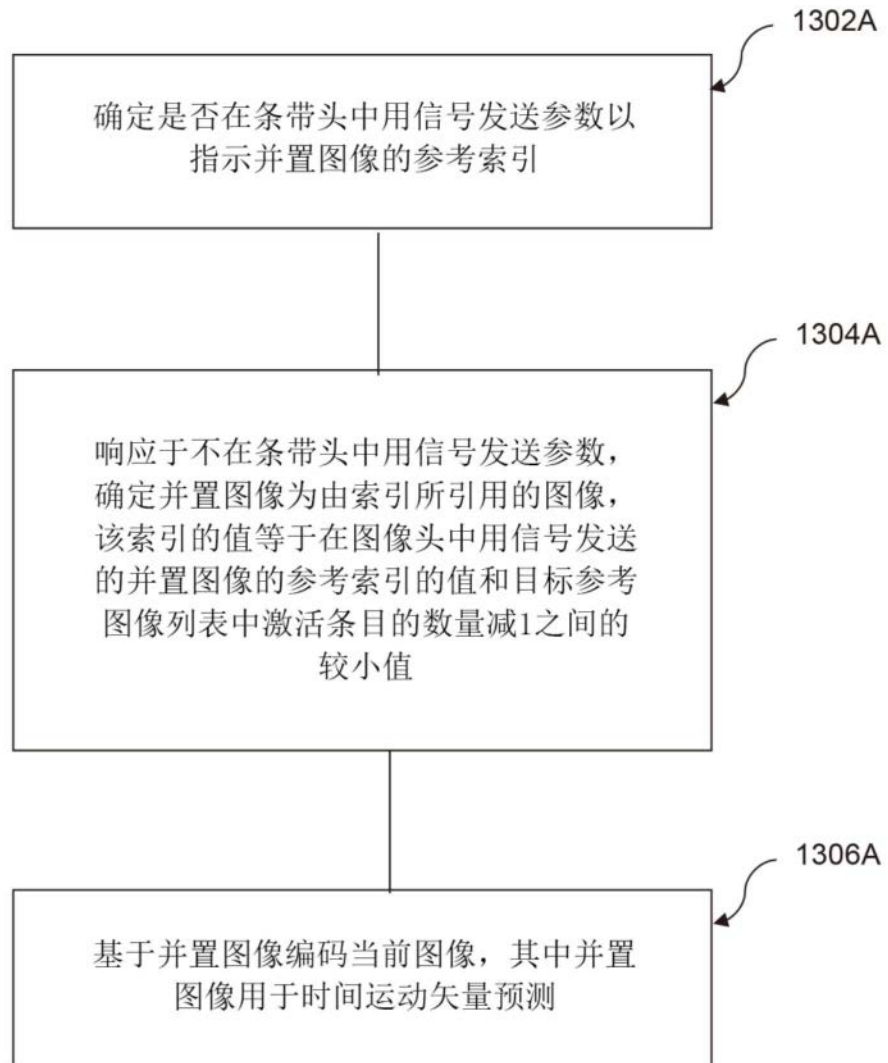 1302A
确定是否在条带头中用信号发送参数以
指示并置图像的参考索引
1304A
响应于不在条带头中用信号发送参数，
确定并置图像为由索引所引用的图像，
该索引的值等于在图像头中用信号发送
的并置图像的参考索引的值和目标参考
图像列表中激活条目的数量减1之间的
较小值
1306A
基于并置图像编码当前图像，其中并置
图像用于时间运动矢量预测